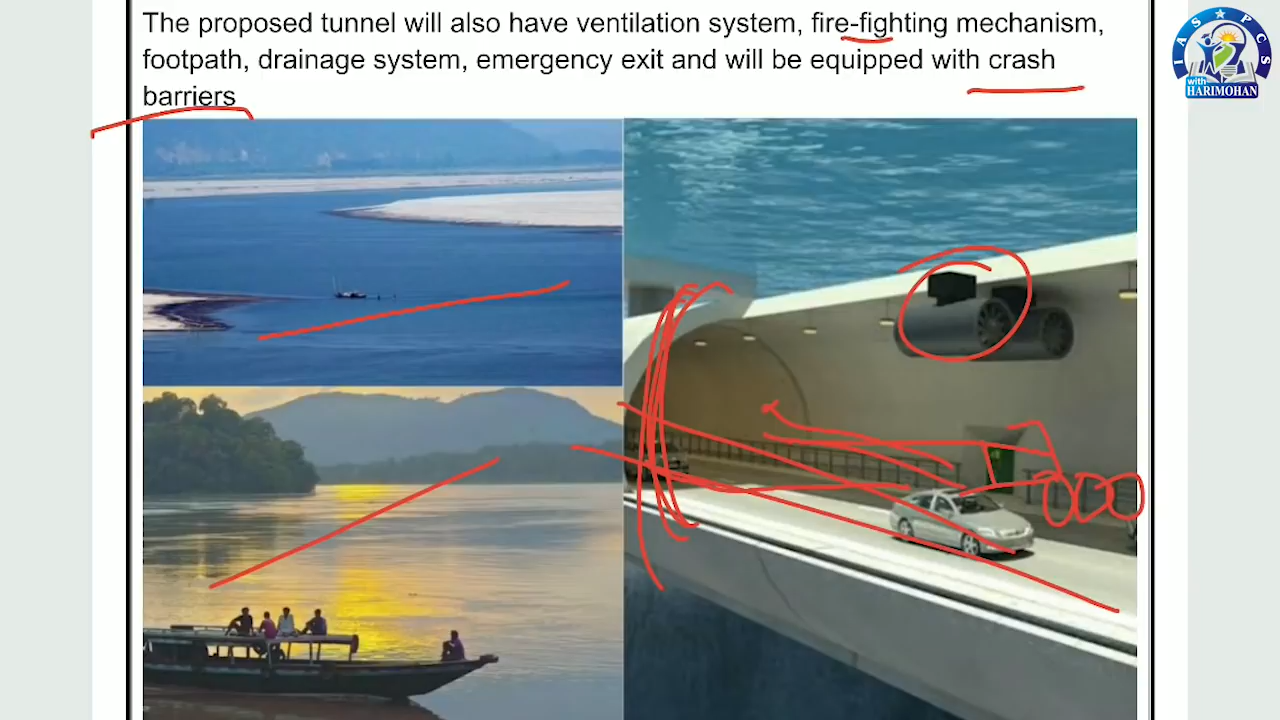 The proposed tunnel will also have ventilation system, fire-fighting mechanism,
footpath, drainage system, emergency exit and will be equipped with crash
barriers
IAS ★ PCS
with
HARIMOHAN